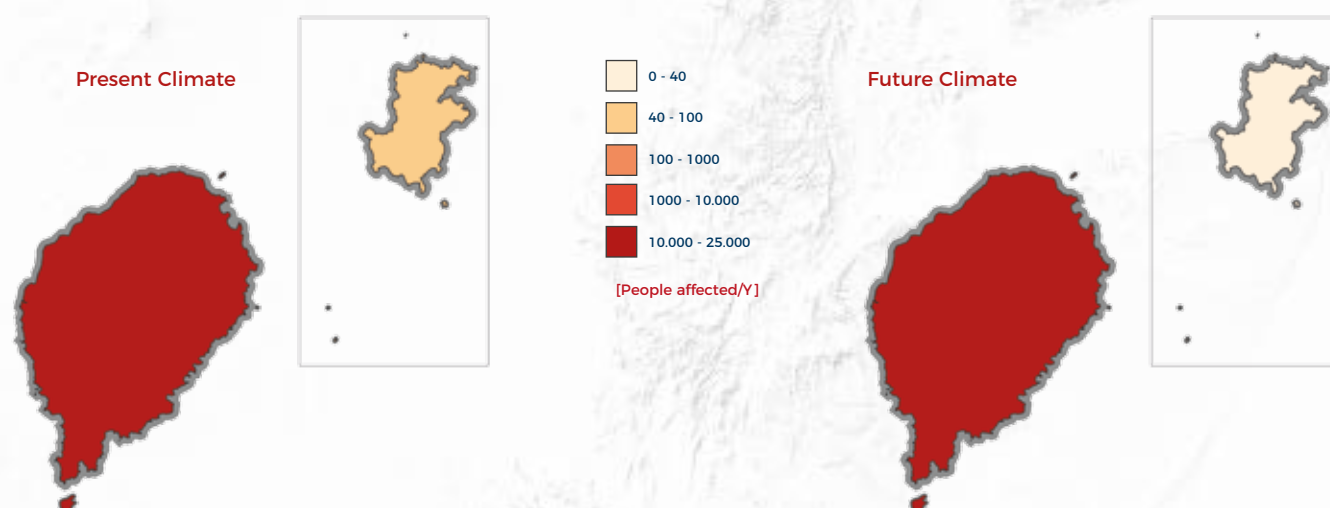 Present Climate
0 - 40
40 - 100
100 - 1000
1000 - 10.000
10.000 - 25.000
[People affected/Y]
Future Climate